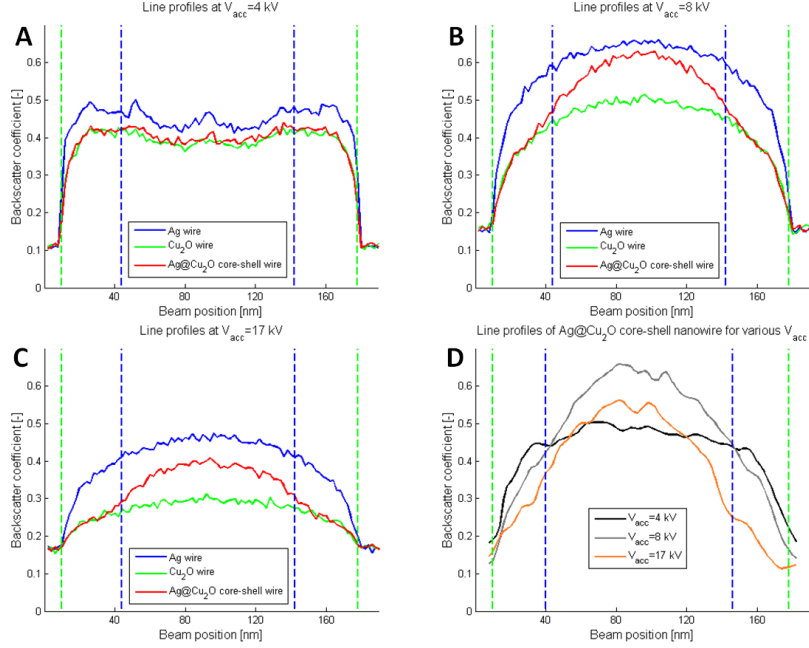 A
Line profiles at Vacc=4 kV
Backscatter coefficient [-]
0.6
0.5
0.4
0.3
0.2
0.1
0
40
80
120
160
Beam position [nm]
Ag wire
Cu2O wire
Ag@Cu2O core-shell wire
B
Line profiles at Vacc=8 kV
Backscatter coefficient [-]
0.6
0.5
0.4
0.3
0.2
0.1
0
40
80
120
160
Beam position [nm]
Ag wire
Cu2O wire
Ag@Cu2O core-shell wire
C
Line profiles at Vacc=17 kV
Backscatter coefficient [-]
0.6
0.5
0.4
0.3
0.2
0.1
0
40
80
120
160
Beam position [nm]
Ag wire
Cu2O wire
Ag@Cu2O core-shell wire
D
Line profiles of Ag@Cu2O core-shell nanowire for various Vacc
Backscatter coefficient [-]
0.6
0.5
0.4
0.3
0.2
0.1
0
40
80
120
160
Beam position [nm]
Vacc=4 kV
Vacc=8 kV
Vacc=17 kV